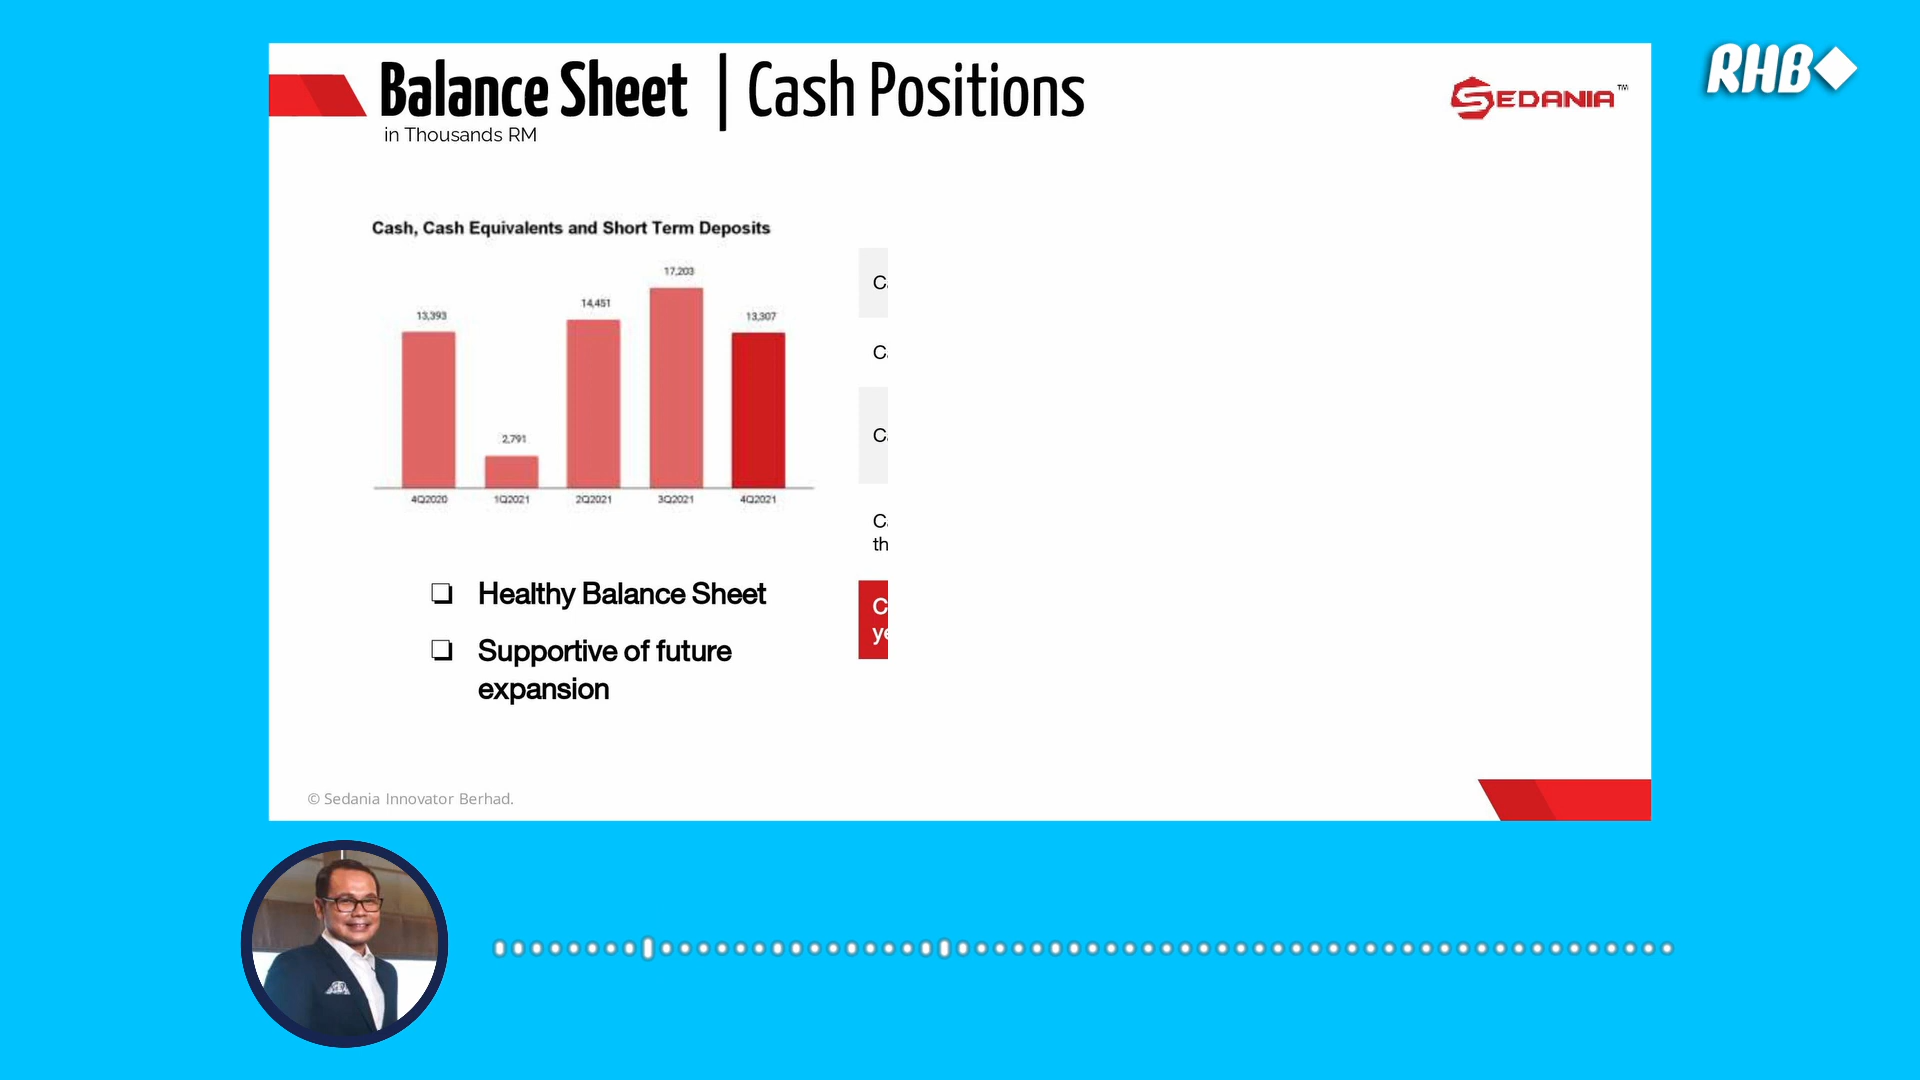 Balance Sheet | Cash Positions
in Thousands RM
SEDANIA™
RHB
Cash, Cash Equivalents and Short Term Deposits
17,203
14,451
13,393
13,307
2,791
4Q2020 1Q2021 2Q2021 3Q2021 4Q2021
❏ Healthy Balance Sheet
❏ Supportive of future
expansion
© Sedania Innovator Berhad.